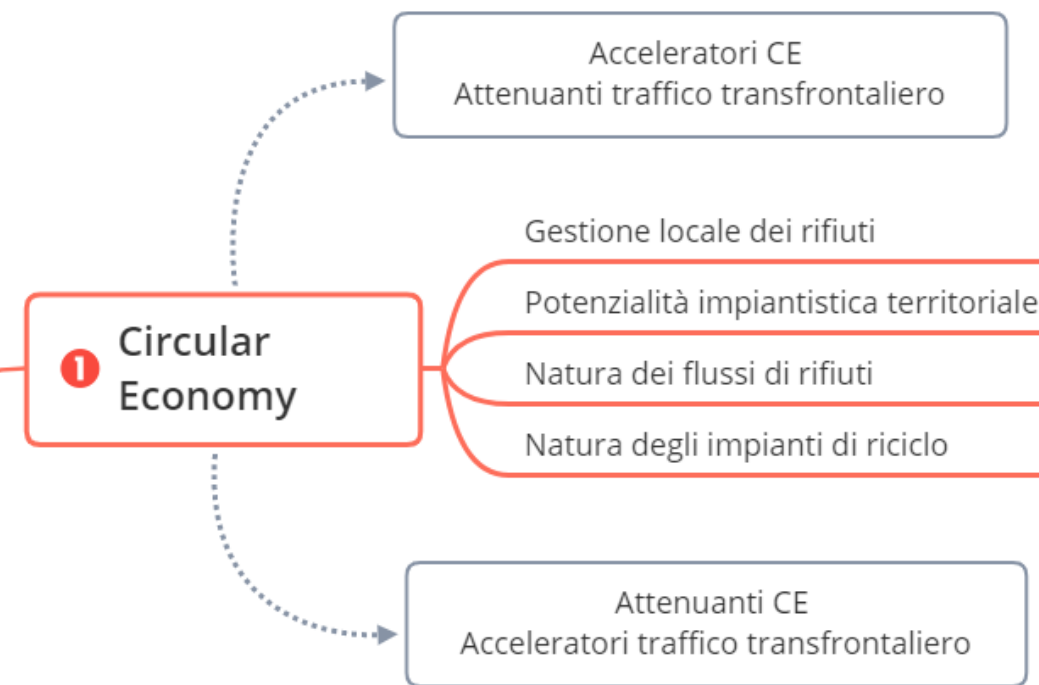 Acceleratori CE
Attenuanti traffico transfrontaliero
Gestione locale dei rifiuti
Potenzialità impiantistica territoriale
1 Circular
Economy
Natura dei flussi di rifiuti
Natura degli impianti di riciclo
Attenuanti CE
Acceleratori traffico transfrontaliero